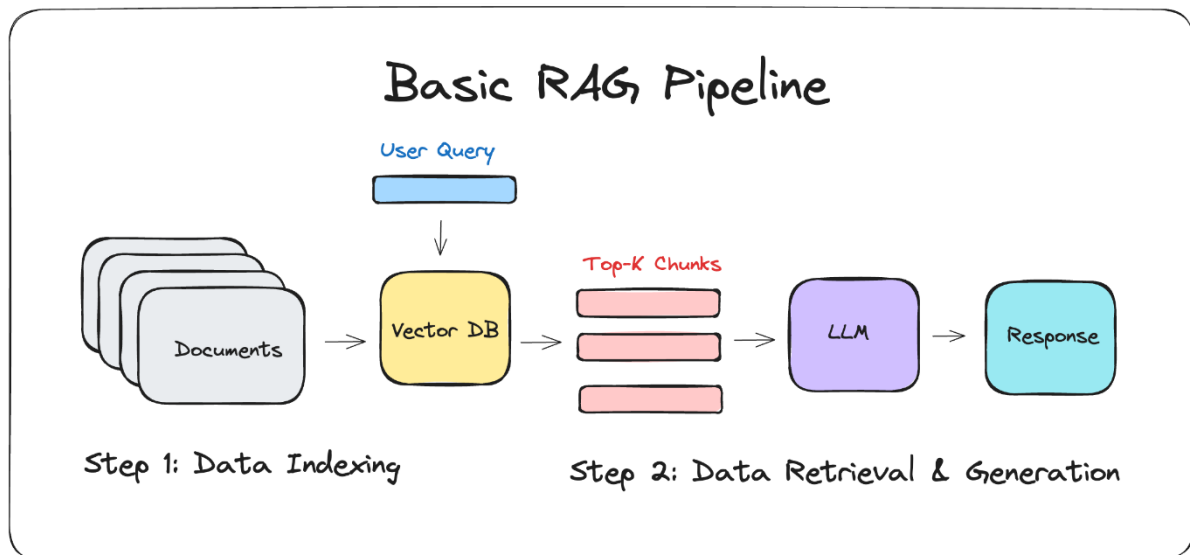 Basic RAG Pipeline
User Query
Top-K Chunks
Documents
Vector DB
LLM
Response
Step 1: Data Indexing
Step 2: Data Retrieval & Generation